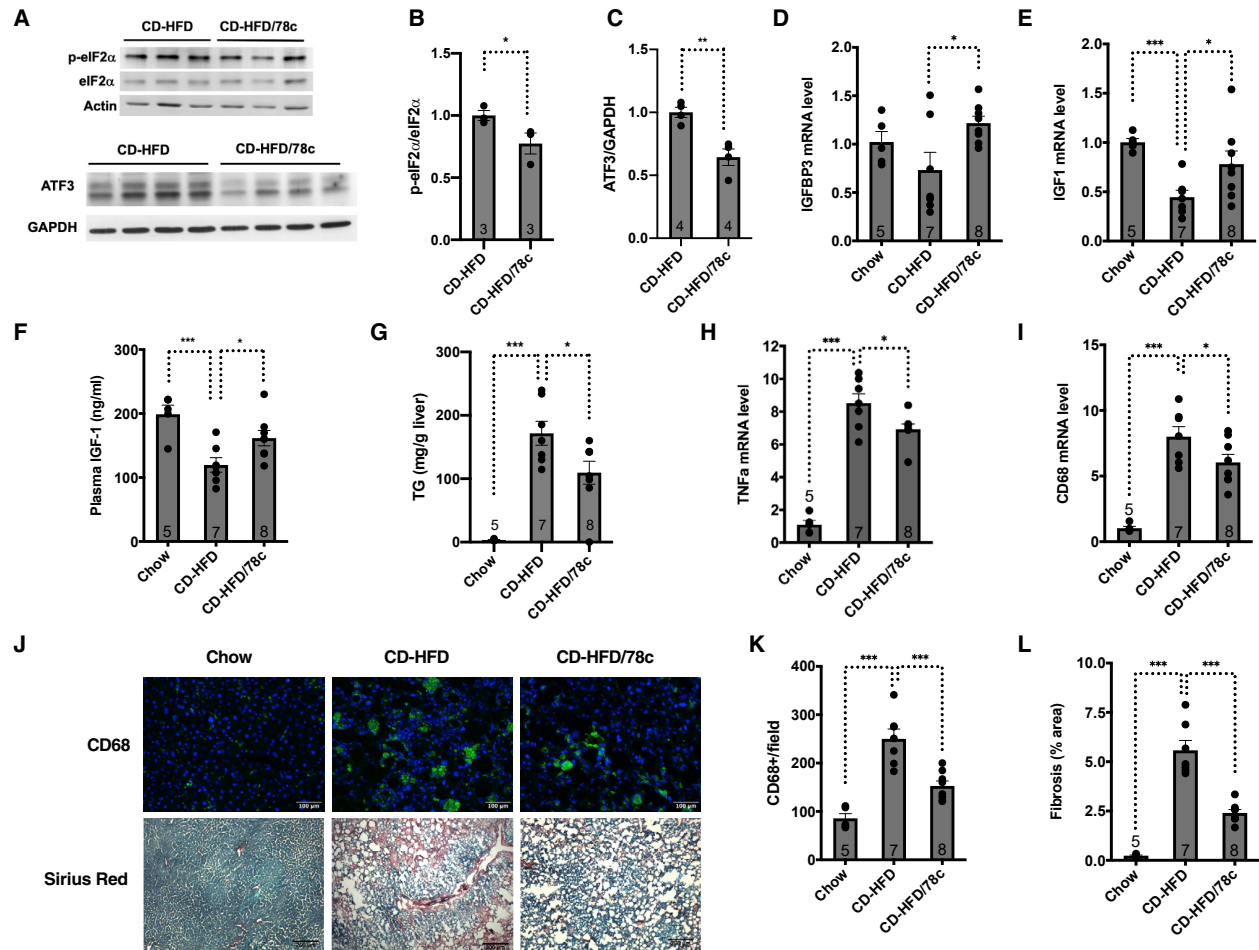 A
CD-HFD CD-HFD/78c
p-eIF2α
eIF2α
Actin
CD-HFD CD-HFD/78c
ATF3
GAPDH
B
*
p-eIF2α/eIF2α
1.5
1.0
0.5
0.0
3 3
CD-HFD CD-HFD/78c
C
**
ATF3/GAPDH
1.5
1.0
0.5
0.0
4 4
CD-HFD CD-HFD/78c
D
*
IGFBP3 mRNA level
2.0
1.5
1.0
0.5
0.0
5 7 8
Chow CD-HFD CD-HFD/78c
E
*** *
IGF1 mRNA level
2.0
1.5
1.0
0.5
0.0
5 7 8
Chow CD-HFD CD-HFD/78c
F
*** *
Plasma IGF-1 (ng/ml)
300
200
100
0
5 7 8
Chow CD-HFD CD-HFD/78c
G
*** *
TG (mg/g liver)
300
200
100
0
5 7 8
Chow CD-HFD CD-HFD/78c
H
*** *
TNFa mRNA level
12
10
8
6
4
2
0
5 7 8
Chow CD-HFD CD-HFD/78c
I
*** *
CD68 mRNA level
15
10
5
0
5 7 8
Chow CD-HFD CD-HFD/78c
J
Chow CD-HFD CD-HFD/78c
CD68
100 µm 100 µm 100 µm
Sirius Red
K
*** ***
CD68+/field
400
300
200
100
0
5 7 8
Chow CD-HFD CD-HFD/78c
L
*** ***
Fibrosis (% area)
10.0
7.5
5.0
2.5
0.0
5 7 8
Chow CD-HFD CD-HFD/78c